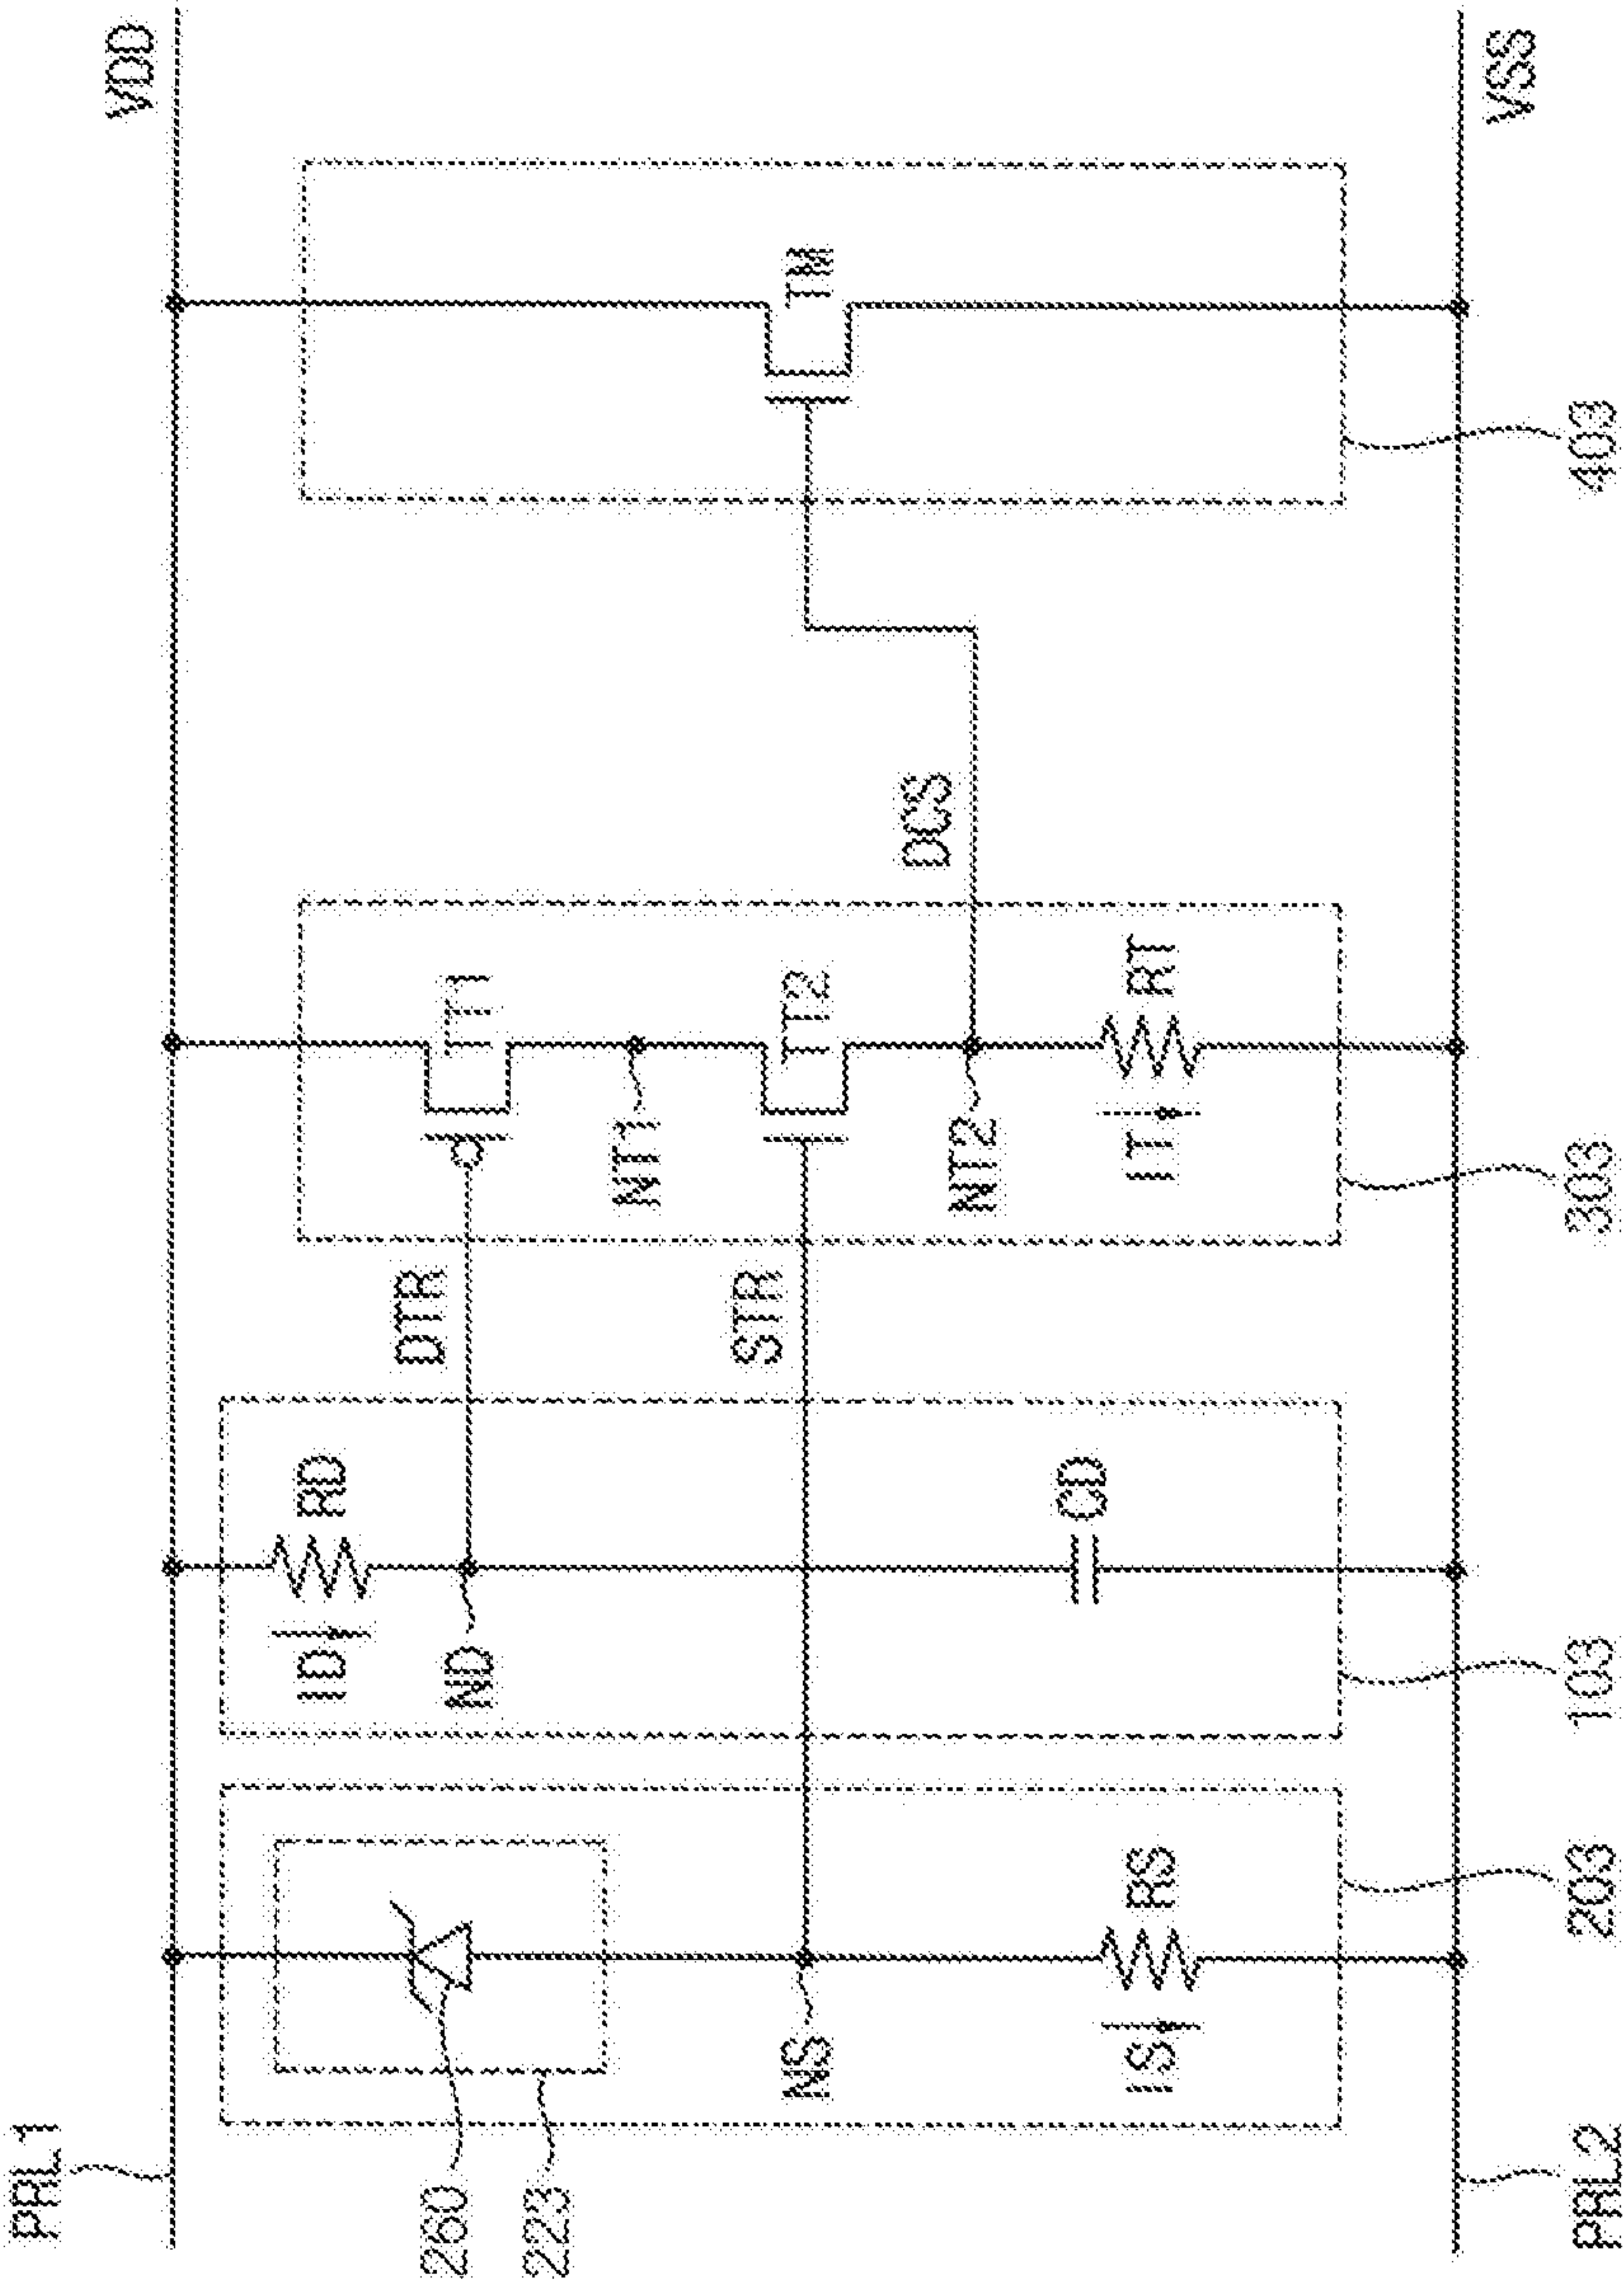 PRL1
VDD
260
223
NS
IS
RS
ID
RD
ND
CD
DTR
STR
TT1
NT1
TT2
NT2
IT
RT
DCS
TM
PRL2
203
103
303
403
VSS